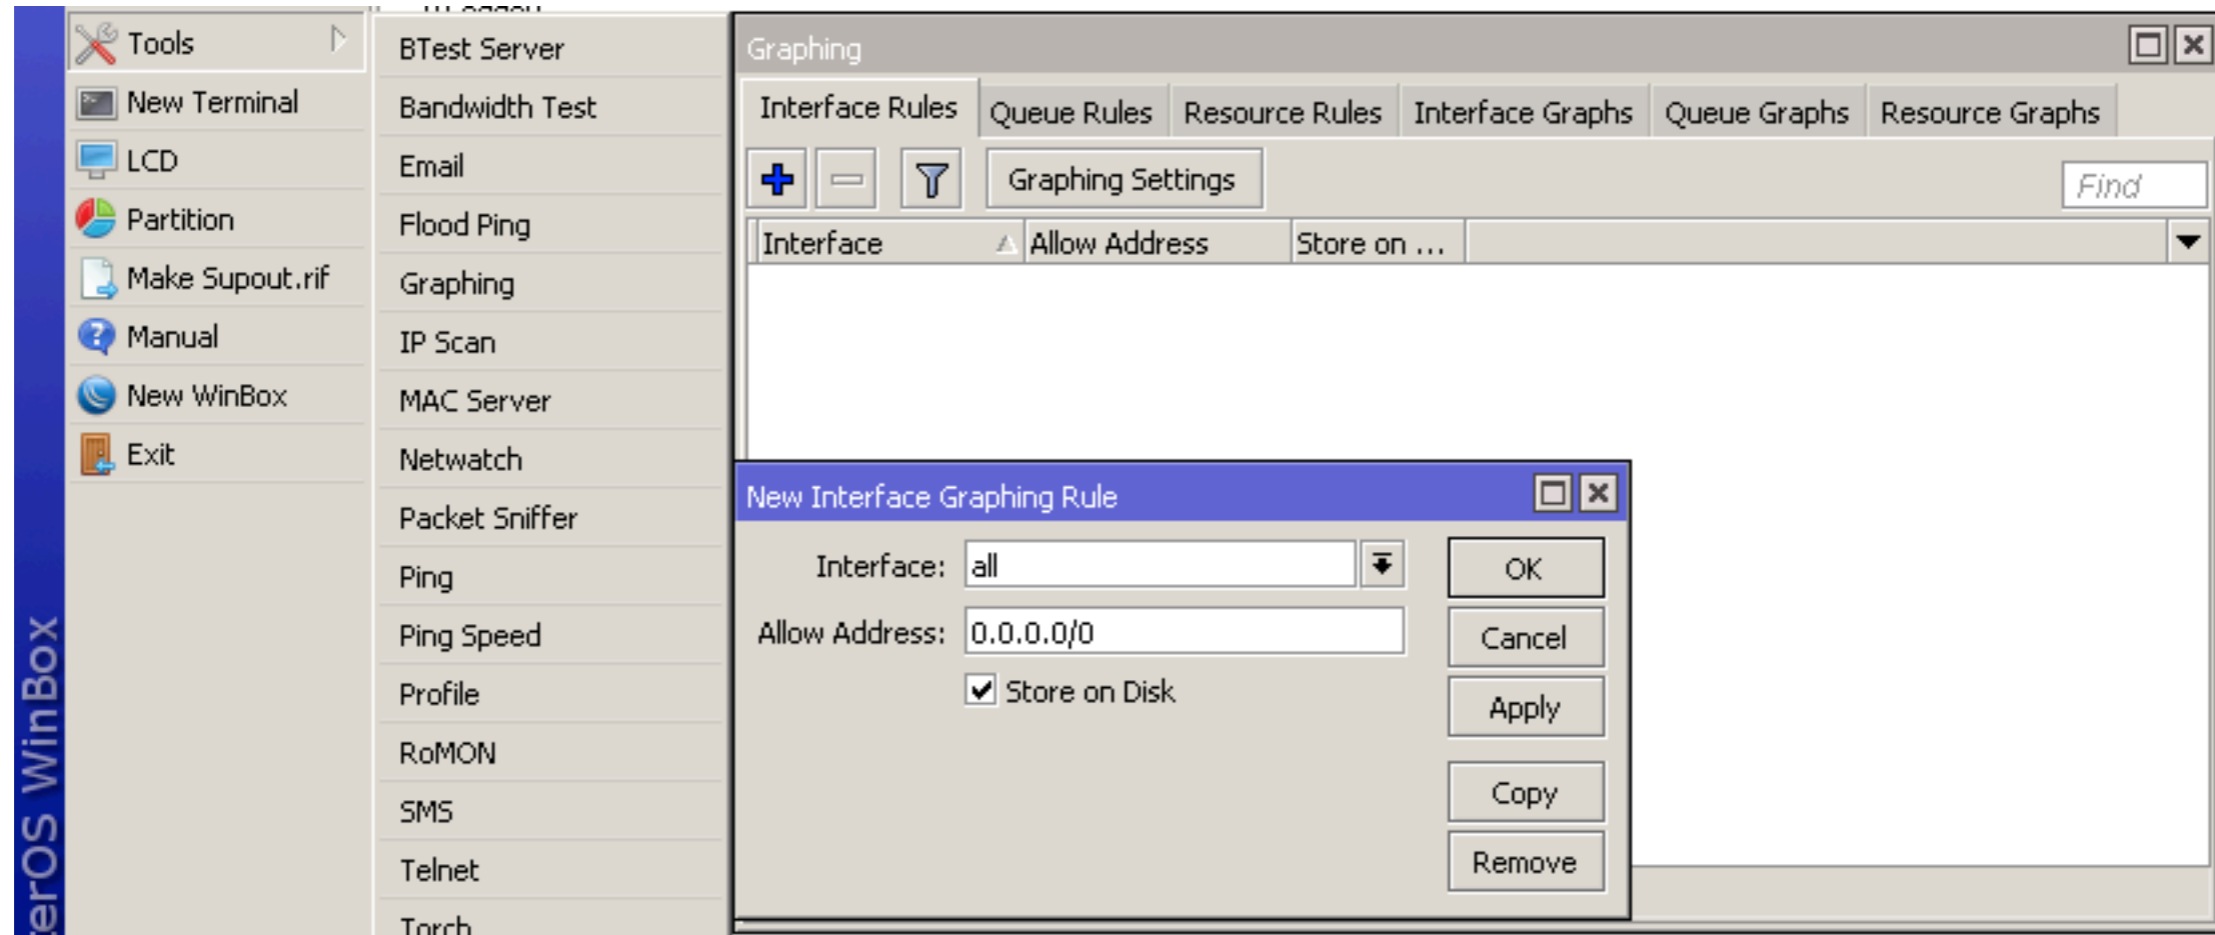 Tools
New Terminal
LCD
Partition
Make Supout.rif
Manual
New WinBox
Exit
terOS WinBox
BTest Server
Bandwidth Test
Email
Flood Ping
Graphing
IP Scan
MAC Server
Netwatch
Packet Sniffer
Ping
Ping Speed
Profile
RoMON
SMS
Telnet
Torch
Graphing
Interface Rules Queue Rules Resource Rules Interface Graphs Queue Graphs Resource Graphs
Graphing Settings Find
Interface Allow Address Store on ...
New Interface Graphing Rule
Interface: all
Allow Address: 0.0.0.0/0
Store on Disk
OK
Cancel
Apply
Copy
Remove